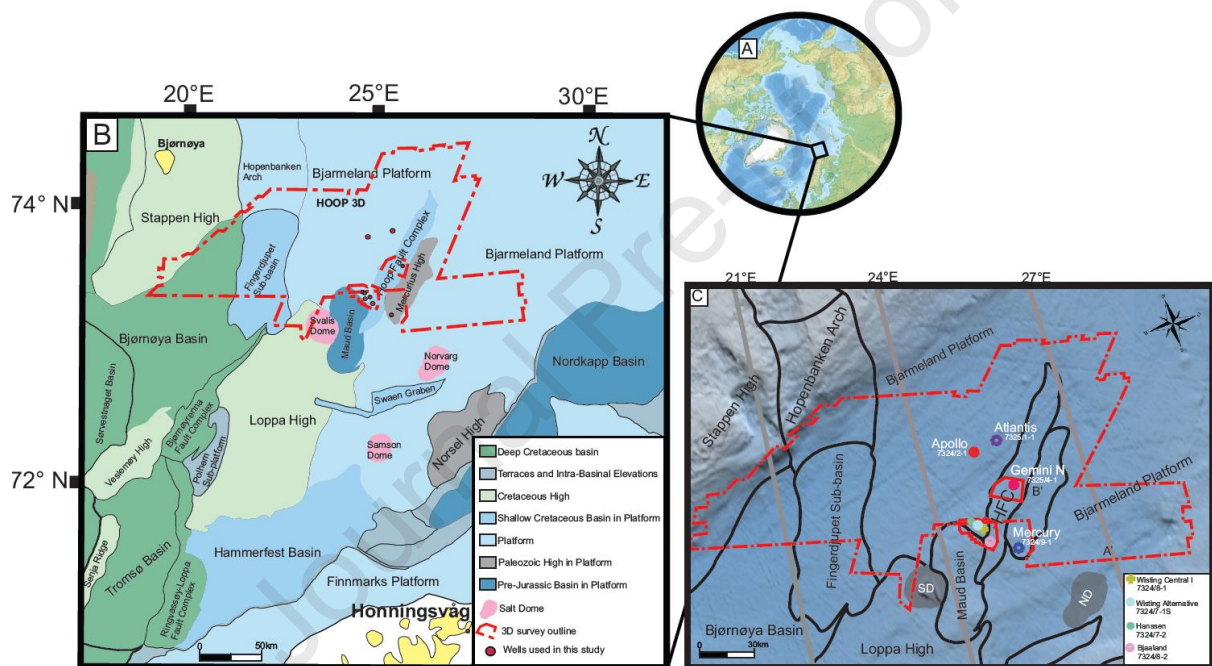 Journal Pre-pro
A
20°E
25°E
30°E
B
Bjørnøya
Hopenbanken
Arch
Bjarmeland Platform
N
W
E
S
74° N
HOOP 3D
Stappen High
Hoop Fault Complex
Bjarmeland Platform
Fingerdjupet
Sub-basin
Mercurius High
Svalis
Dome
Maud Basin
Bjørnøya Basin
Norvarg
Dome
Nordkapp Basin
Swaen Graben
Sørvestnaget Basin
Loppa High
Bjørnøyrenna
Fault Complex
Veslemøy High
Polhem
Sub-platform
Samson
Dome
Norsel High
72° N
Hammerfest Basin
Tromsø Basin
Senja Ridge
Finnmarks Platform
Ringvassøy-Loppa
Fault Complex
Honningsvåg
0
50km
Deep Cretaceous basin
Terraces and Intra-Basinal Elevations
Cretaceous High
Shallow Cretaceous Basin in Platform
Platform
Paleozoic High in Platform
Pre-Jurassic Basin in Platform
Salt Dome
3D survey outline
Wells used in this study
21°E
24°E
27°E
C
N
Stappen High
Hopenbanken Arch
Bjarmeland Platform
Atlantis
7325/1-1
Apollo
7324/2-1
Gemini N
7325/4-1
B'
HFC
Bjarmeland Platform
Fingerdjupet Sub-basin
Mercury
7324/9-1
A'
Maud Basin
SD
ND
Bjørnøya Basin
Loppa High
0
30km
Wisting Central I
7324/8-1
Wisting Alternative
7324/7-1S
Hanssen
7324/7-2
Bjaaland
7324/8-2